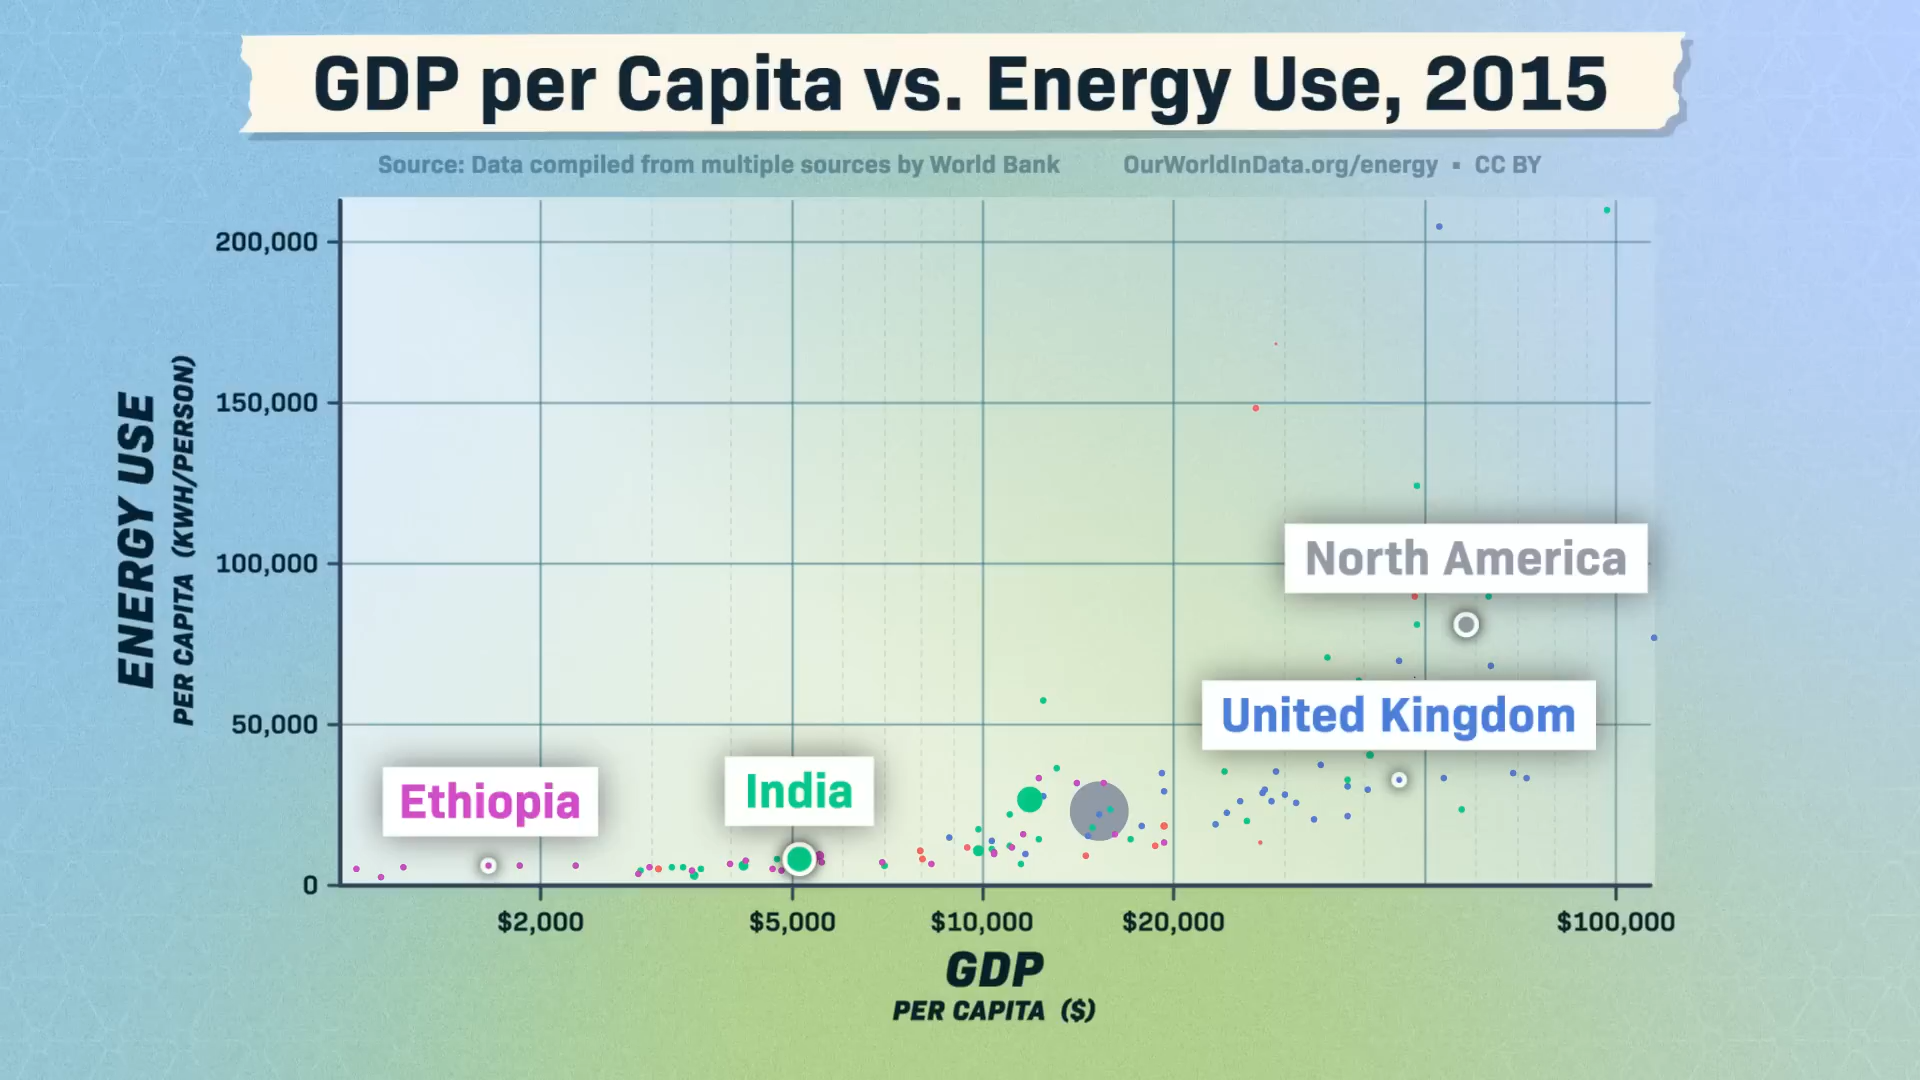 GDP per Capita vs. Energy Use, 2015
Source: Data compiled from multiple sources by World Bank OurWorldInData.org/energy ▪ CC BY
ENERGY USE
PER CAPITA (KWH/PERSON)
200,000
150,000
100,000
50,000
0
North America
United Kingdom
India
Ethiopia
$2,000 $5,000 $10,000 $20,000 $100,000
GDP
PER CAPITA ($)